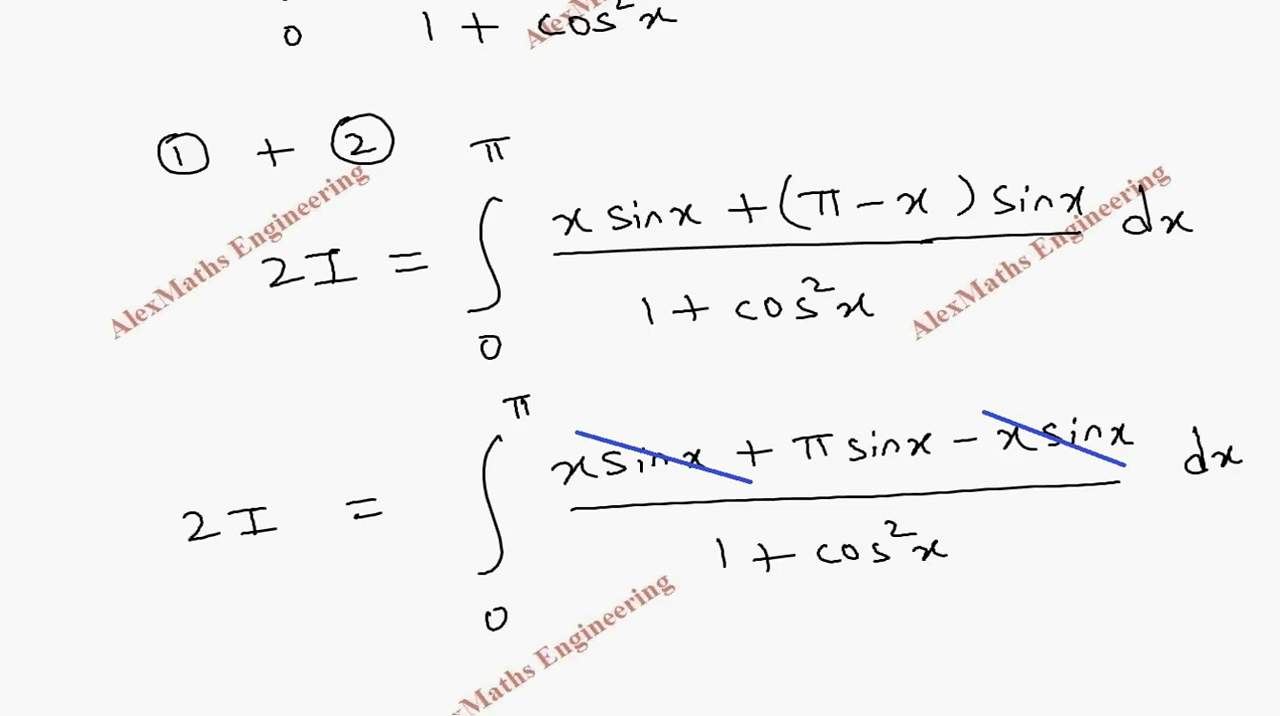 0 1 + cos²x
① + ②
2I = ∫₀^π (x sinx + (π - x) sinx) / (1 + cos²x) dx
2I = ∫₀^π (x sinx + π sinx - x sinx) / (1 + cos²x) dx
AlexMaths Engineering
AlexMaths Engineering
AlexMaths Engineering